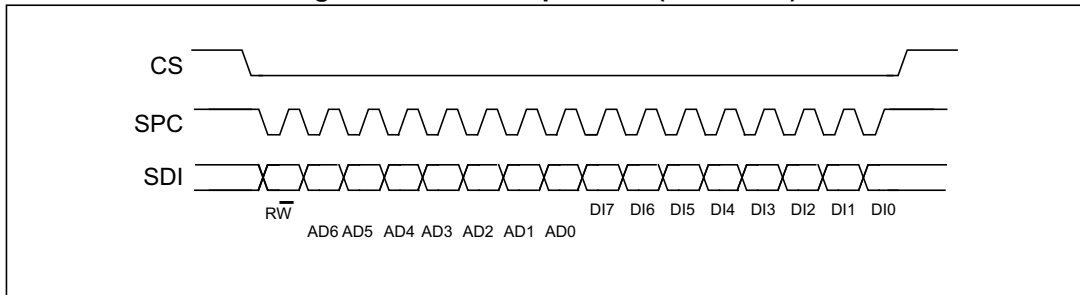 CS
SPC
SDI
RW̅ DI7 DI6 DI5 DI4 DI3 DI2 DI1 DI0
AD6 AD5 AD4 AD3 AD2 AD1 AD0